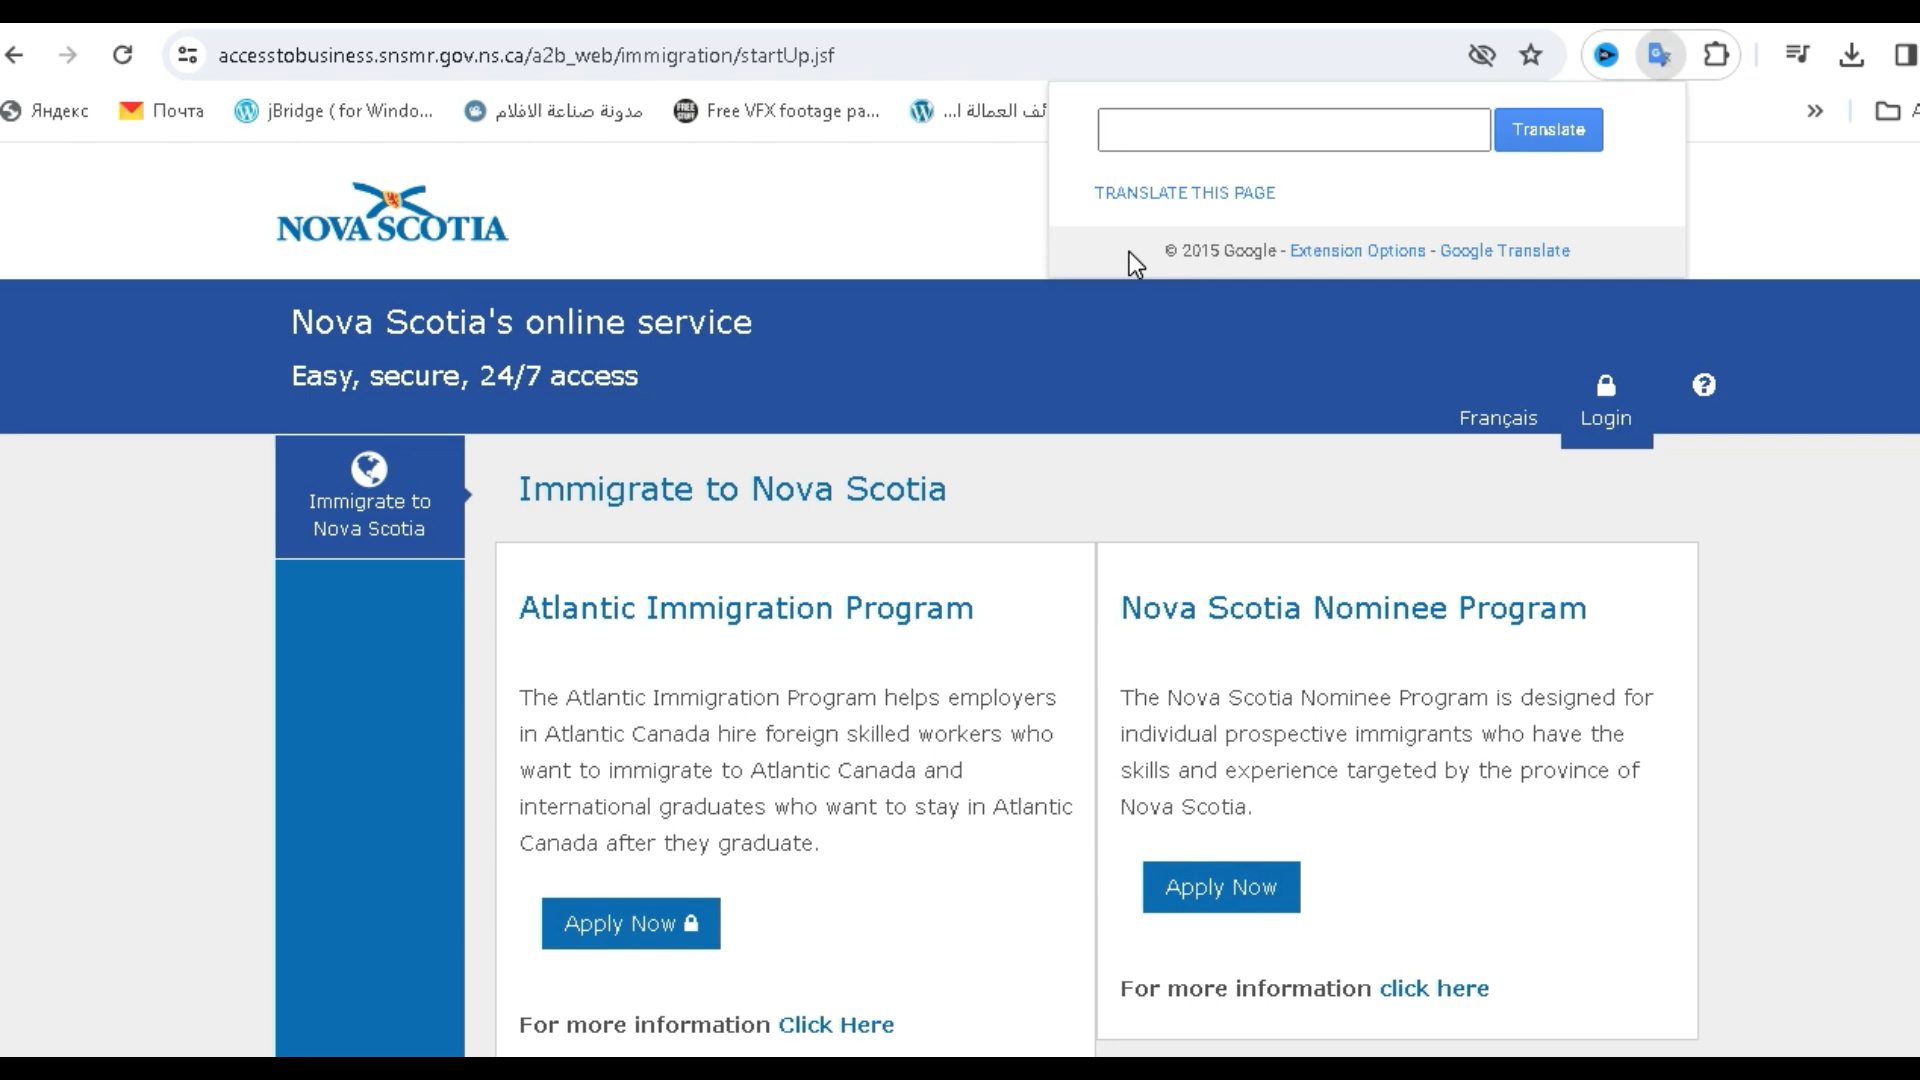 accesstobusiness.snsmr.gov.ns.ca/a2b_web/immigration/startUp.jsf
Яндекс
Почта
jBridge ( for Windo...
مدونة صناعة الافلام
Free VFX footage pa...
...ئف العمالة ا
Translate
TRANSLATE THIS PAGE
© 2015 Google - Extension Options - Google Translate
NOVA SCOTIA
Nova Scotia's online service
Easy, secure, 24/7 access
Français
Login
Immigrate to
Nova Scotia
Immigrate to Nova Scotia
Atlantic Immigration Program
The Atlantic Immigration Program helps employers
in Atlantic Canada hire foreign skilled workers who
want to immigrate to Atlantic Canada and
international graduates who want to stay in Atlantic
Canada after they graduate.
Apply Now
For more information Click Here
Nova Scotia Nominee Program
The Nova Scotia Nominee Program is designed for
individual prospective immigrants who have the
skills and experience targeted by the province of
Nova Scotia.
Apply Now
For more information click here